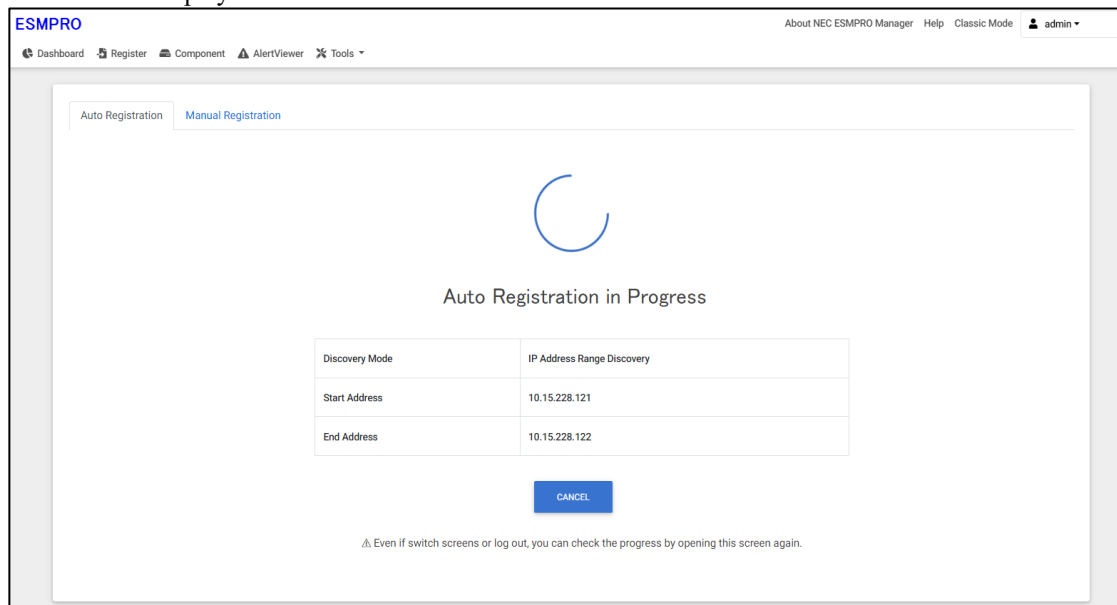 ESMPRO
About NEC ESMPRO Manager Help Classic Mode admin
Dashboard Register Component AlertViewer Tools
Auto Registration Manual Registration
Auto Registration in Progress
Discovery Mode IP Address Range Discovery
Start Address 10.15.228.121
End Address 10.15.228.122
CANCEL
⚠ Even if switch screens or log out, you can check the progress by opening this screen again.